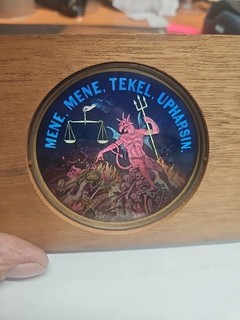 MENE, MENE, TEKEL, UPHARSIN.